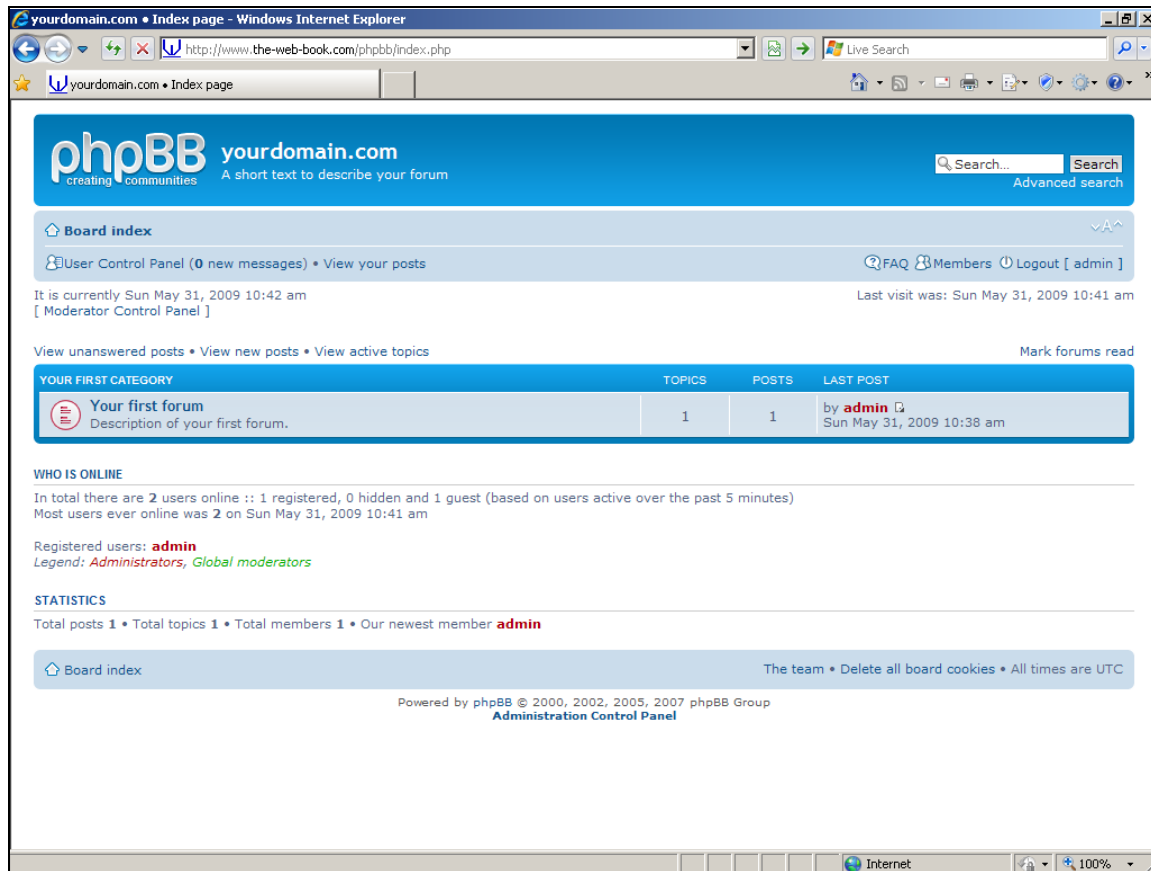 yourdomain.com • Index page - Windows Internet Explorer
http://www.the-web-book.com/phpbb/index.php
Live Search
yourdomain.com • Index page
phpBB
creating communities
yourdomain.com
A short text to describe your forum
Search... Search
Advanced search
Board index
A
User Control Panel (0 new messages) • View your posts
FAQ Members Logout [ admin ]
It is currently Sun May 31, 2009 10:42 am
Last visit was: Sun May 31, 2009 10:41 am
[ Moderator Control Panel ]
View unanswered posts • View new posts • View active topics
Mark forums read
YOUR FIRST CATEGORY TOPICS POSTS LAST POST
Your first forum
Description of your first forum.
1 1
by admin
Sun May 31, 2009 10:38 am
WHO IS ONLINE
In total there are 2 users online :: 1 registered, 0 hidden and 1 guest (based on users active over the past 5 minutes)
Most users ever online was 2 on Sun May 31, 2009 10:41 am
Registered users: admin
Legend: Administrators, Global moderators
STATISTICS
Total posts 1 • Total topics 1 • Total members 1 • Our newest member admin
Board index
The team • Delete all board cookies • All times are UTC
Powered by phpBB © 2000, 2002, 2005, 2007 phpBB Group
Administration Control Panel
Internet
100%